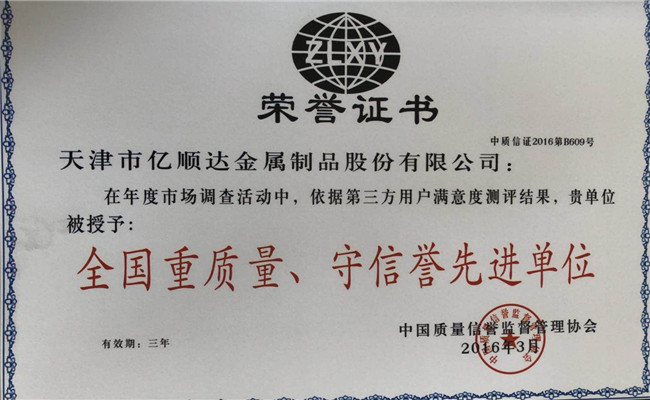 ZLXY
荣誉证书
中质信证2016第B609号
天津市亿顺达金属制品股份有限公司：
在年度市场调查活动中，依据第三方用户满意度测评结果，贵单位
被授予：
全国重质量、守信誉先进单位
中国质量信誉监督管理协会
2016年3月
有效期：三年